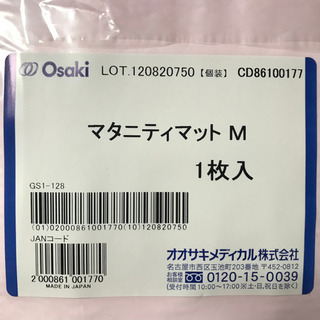 Osaki LOT.120820750【個装】CD86100177
マタニティマット M
1枚入
GS1-128
(01)02000861001770(10)120820750
JANコード
2000861001770
MADE IN JAPAN
オオサキメディカル株式会社
名古屋市西区玉池町203番地 〒452-0812
お客様相談室 0120-15-0039
(受付時間10:00〜17:00※土・日、祝日を除く)